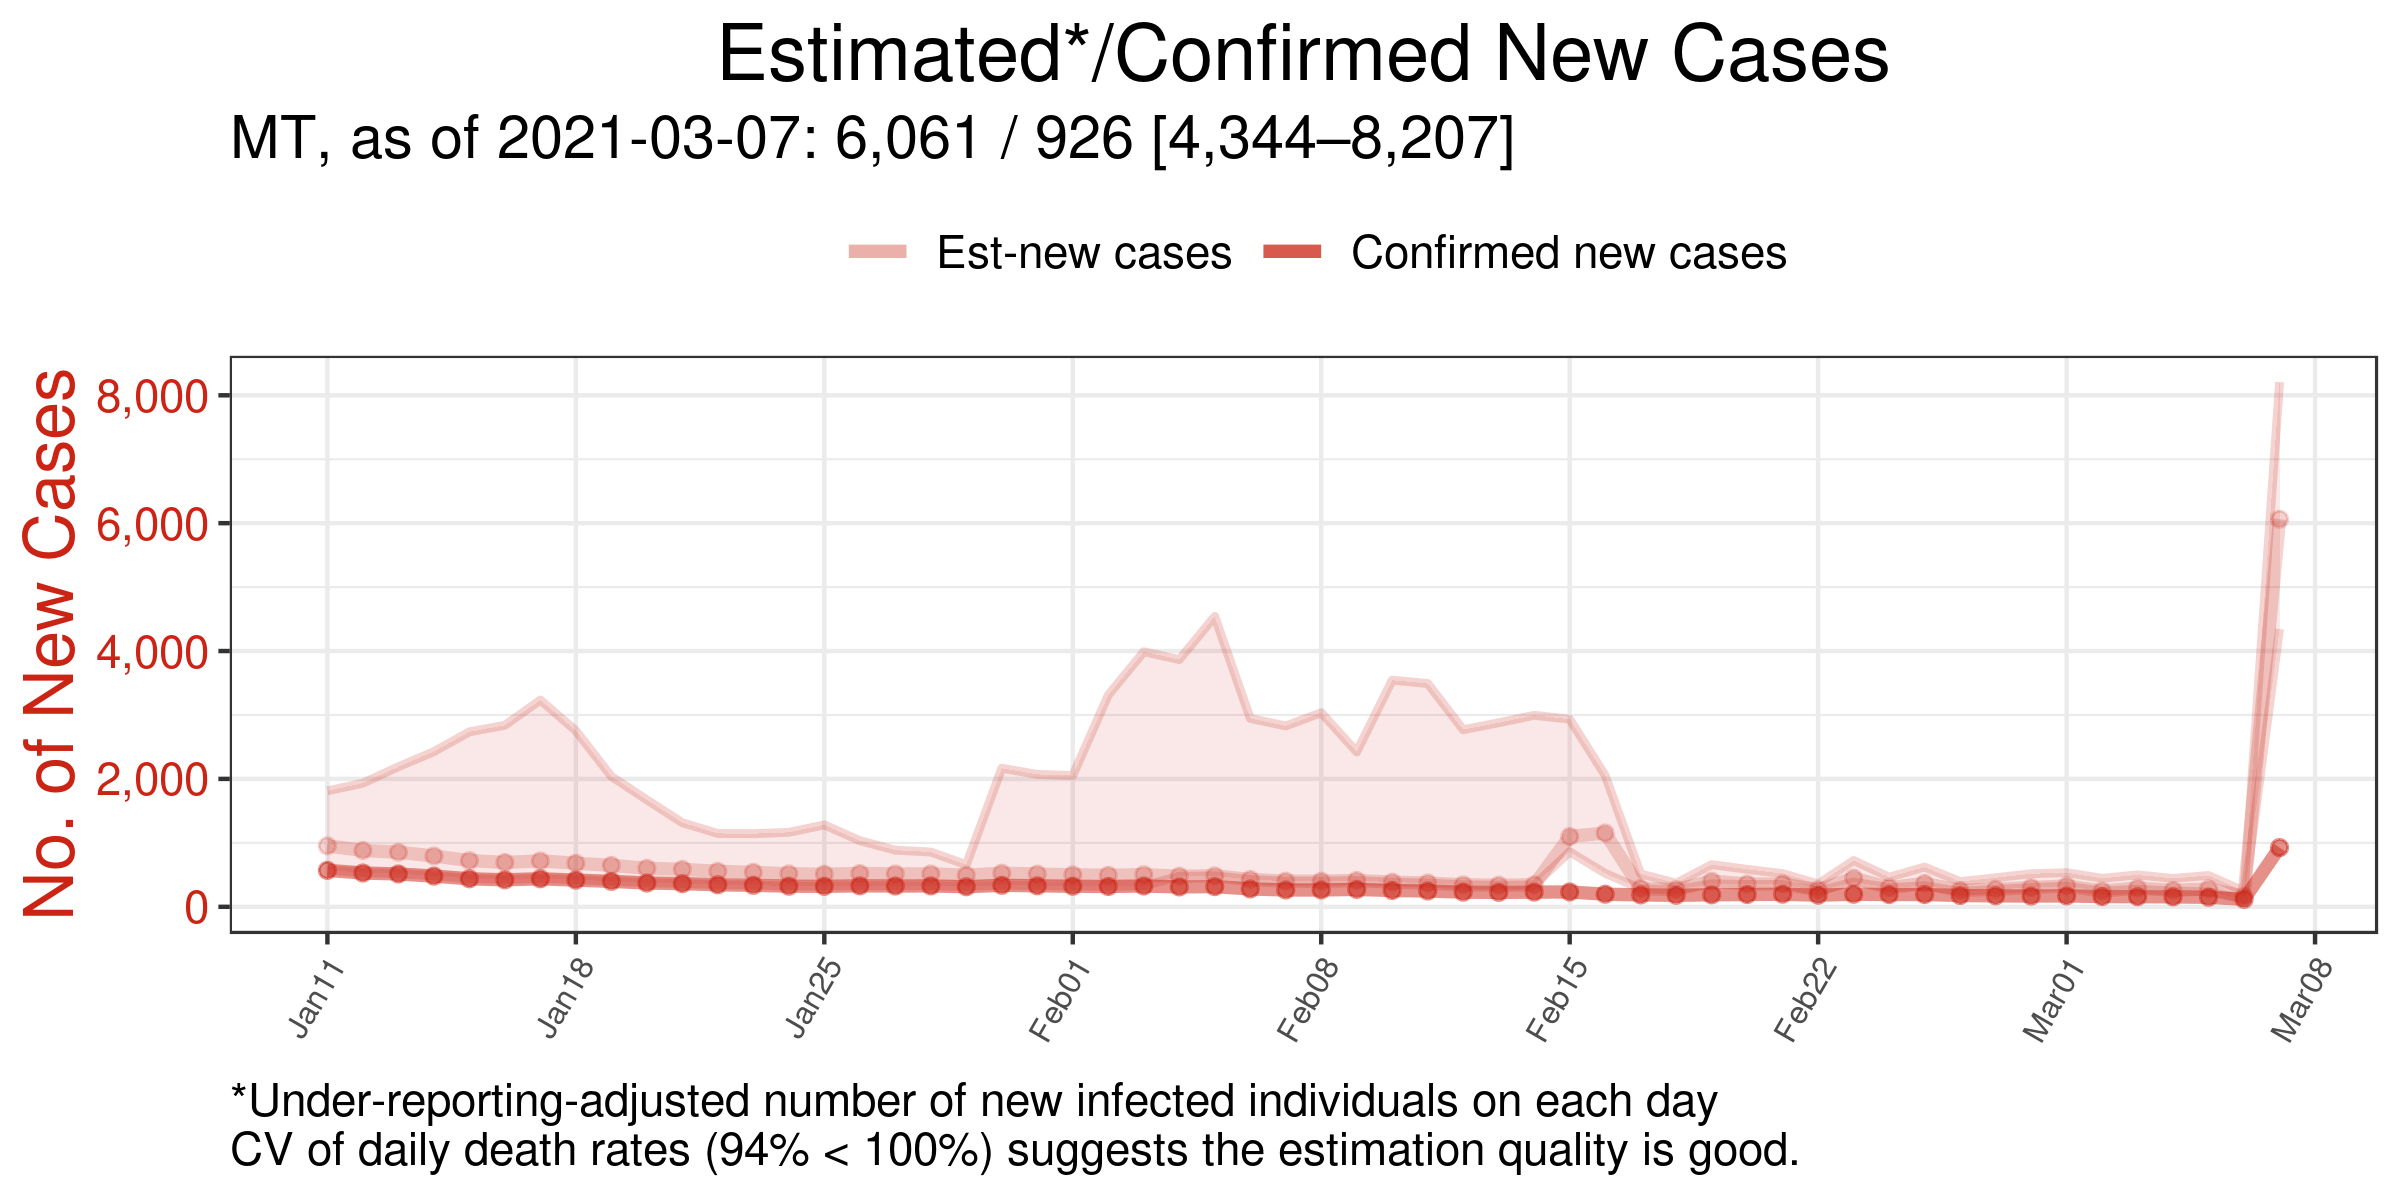 Estimated*/Confirmed New Cases
MT, as of 2021-03-07: 6,061 / 926 [4,344–8,207]
Est-new cases
Confirmed new cases
No. of New Cases
8,000
6,000
4,000
2,000
0
Jan11
Jan18
Jan25
Feb01
Feb08
Feb15
Feb22
Mar01
Mar08
*Under-reporting-adjusted number of new infected individuals on each day
CV of daily death rates (94% < 100%) suggests the estimation quality is good.